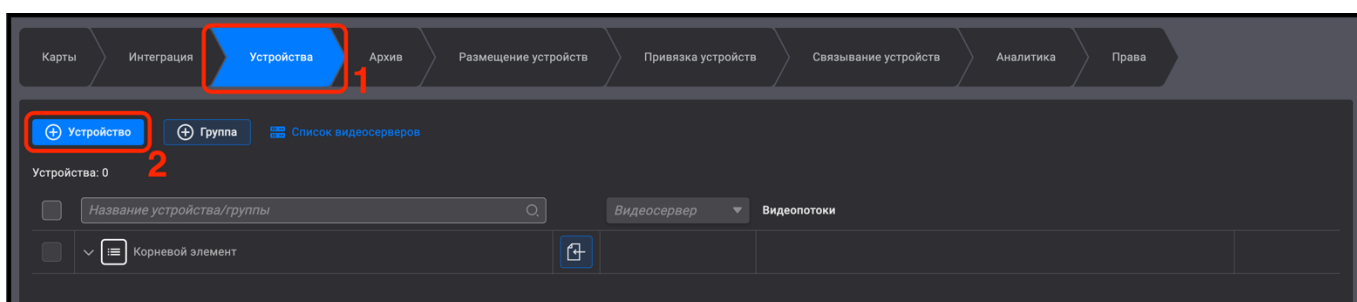 Карты Интеграция Устройства Архив Размещение устройств Привязка устройств Связывание устройств Аналитика Права
1
Устройство Группа Список видеосерверов
2
Устройства: 0
Название устройства/группы Видеосервер Видеопотоки
Корневой элемент